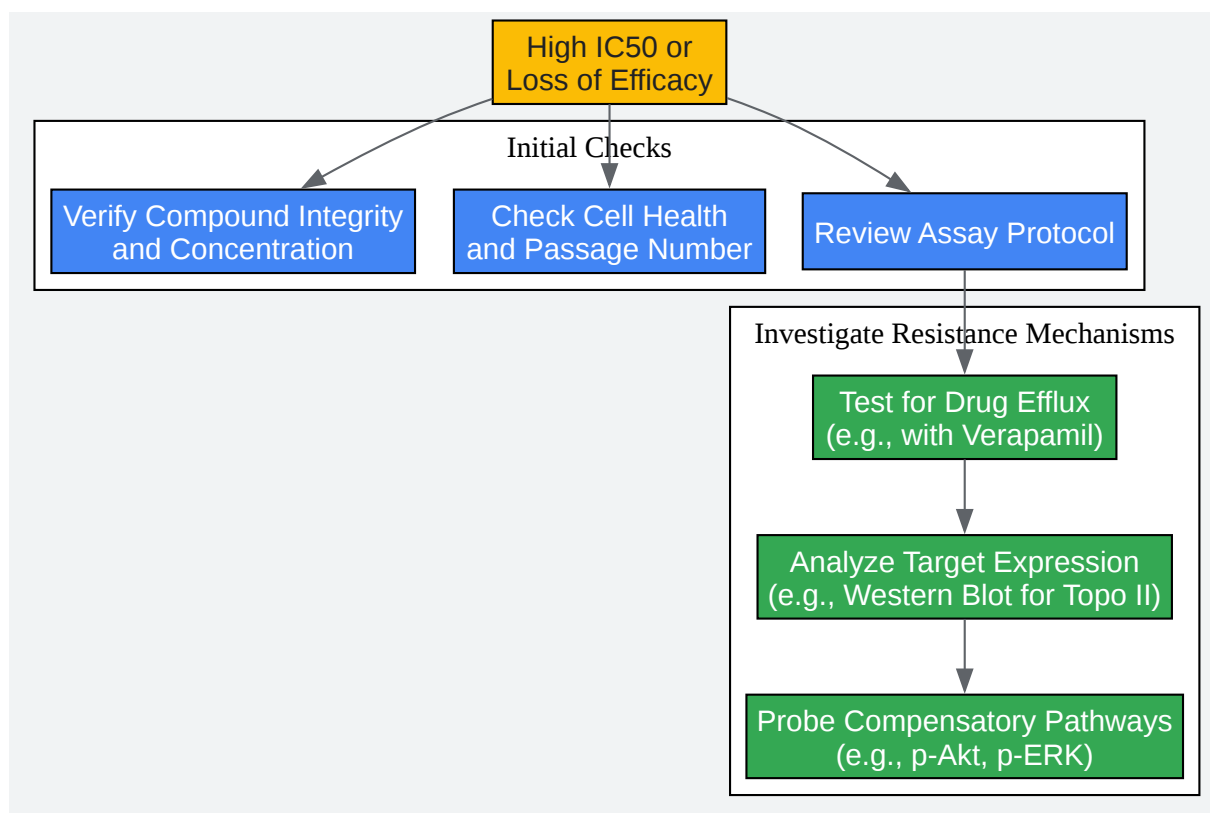 High IC50 or
Loss of Efficacy
Initial Checks
Verify Compound Integrity
and Concentration
Check Cell Health
and Passage Number
Review Assay Protocol
Investigate Resistance Mechanisms
Test for Drug Efflux
(e.g., with Verapamil)
Analyze Target Expression
(e.g., Western Blot for Topo II)
Probe Compensatory Pathways
(e.g., p-Akt, p-ERK)